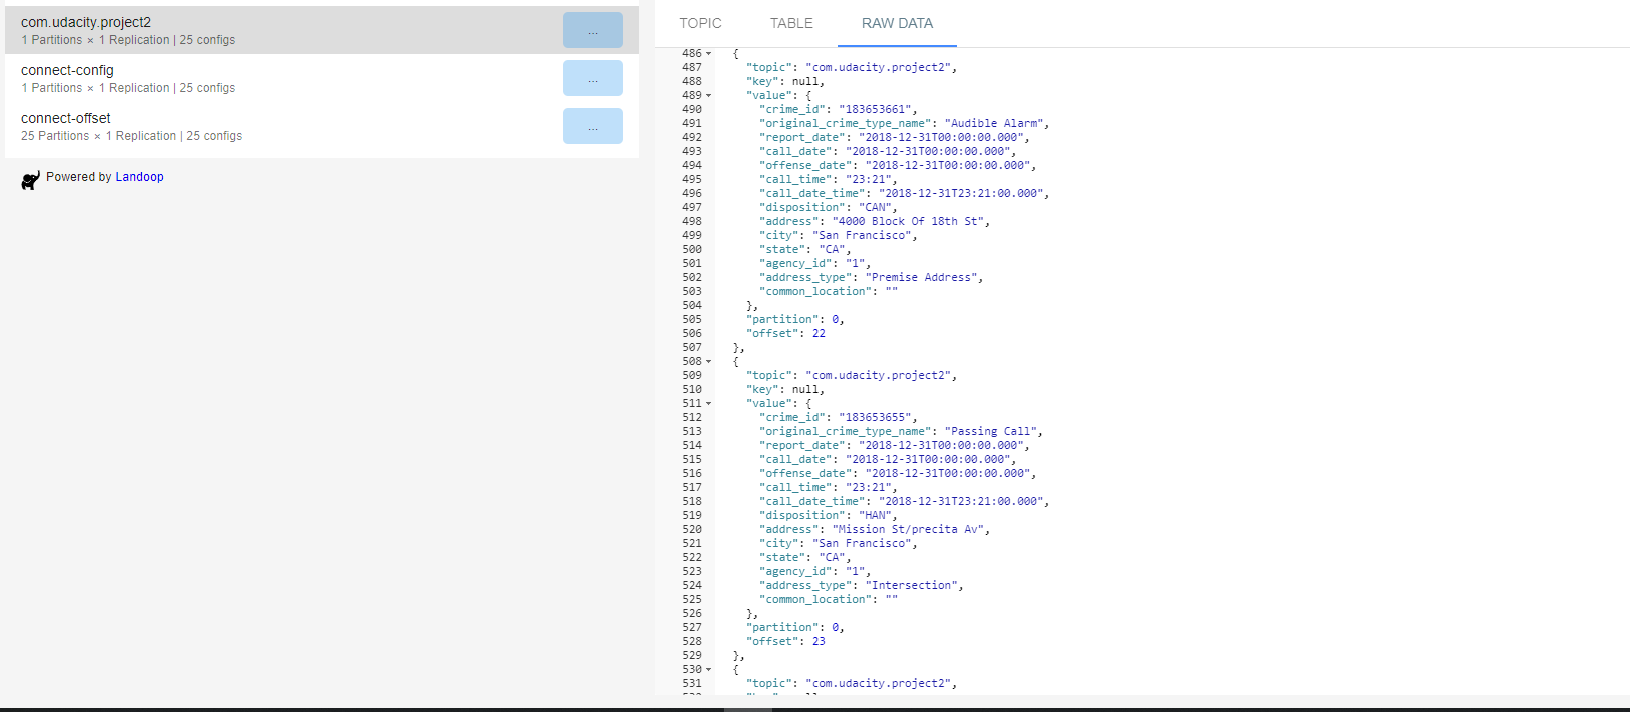 com.udacity.project2
1 Partitions × 1 Replication | 25 configs
...
connect-config
1 Partitions × 1 Replication | 25 configs
...
connect-offset
25 Partitions × 1 Replication | 25 configs
...
Powered by Landoop
TOPIC TABLE RAW DATA
486 {
487 "topic": "com.udacity.project2",
488 "key": null,
489 "value": {
490 "crime_id": "183653661",
491 "original_crime_type_name": "Audible Alarm",
492 "report_date": "2018-12-31T00:00:00.000",
493 "call_date": "2018-12-31T00:00:00.000",
494 "offense_date": "2018-12-31T00:00:00.000",
495 "call_time": "23:21",
496 "call_date_time": "2018-12-31T23:21:00.000",
497 "disposition": "CAN",
498 "address": "4000 Block Of 18th St",
499 "city": "San Francisco",
500 "state": "CA",
501 "agency_id": "1",
502 "address_type": "Premise Address",
503 "common_location": ""
504 },
505 "partition": 0,
506 "offset": 22
507 },
508 {
509 "topic": "com.udacity.project2",
510 "key": null,
511 "value": {
512 "crime_id": "183653655",
513 "original_crime_type_name": "Passing Call",
514 "report_date": "2018-12-31T00:00:00.000",
515 "call_date": "2018-12-31T00:00:00.000",
516 "offense_date": "2018-12-31T00:00:00.000",
517 "call_time": "23:21",
518 "call_date_time": "2018-12-31T23:21:00.000",
519 "disposition": "HAN",
520 "address": "Mission St/precita Av",
521 "city": "San Francisco",
522 "state": "CA",
523 "agency_id": "1",
524 "address_type": "Intersection",
525 "common_location": ""
526 },
527 "partition": 0,
528 "offset": 23
529 },
530 {
531 "topic": "com.udacity.project2",